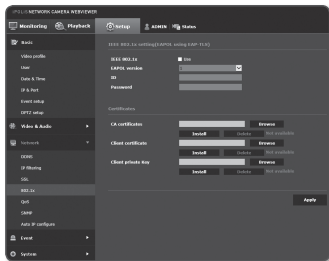 iPOLiS NETWORK CAMERA WEBVIEWER
Monitoring Playback Setup ADMIN Status
Basic
Video profile
User
Date & Time
IP & Port
Event setup
DPTZ setup
Video & Audio
Network
DDNS
IP filtering
SSL
802.1x
QoS
SNMP
Auto IP configure
Event
System
IEEE 802.1x setting(EAPOL using EAP-TLS)
IEEE 802.1x Use
EAPOL version
ID
Password
Certificates
CA certificates Browse
Install Delete Not available
Client certificate Browse
Install Delete Not available
Client private Key Browse
Install Delete Not available
Apply